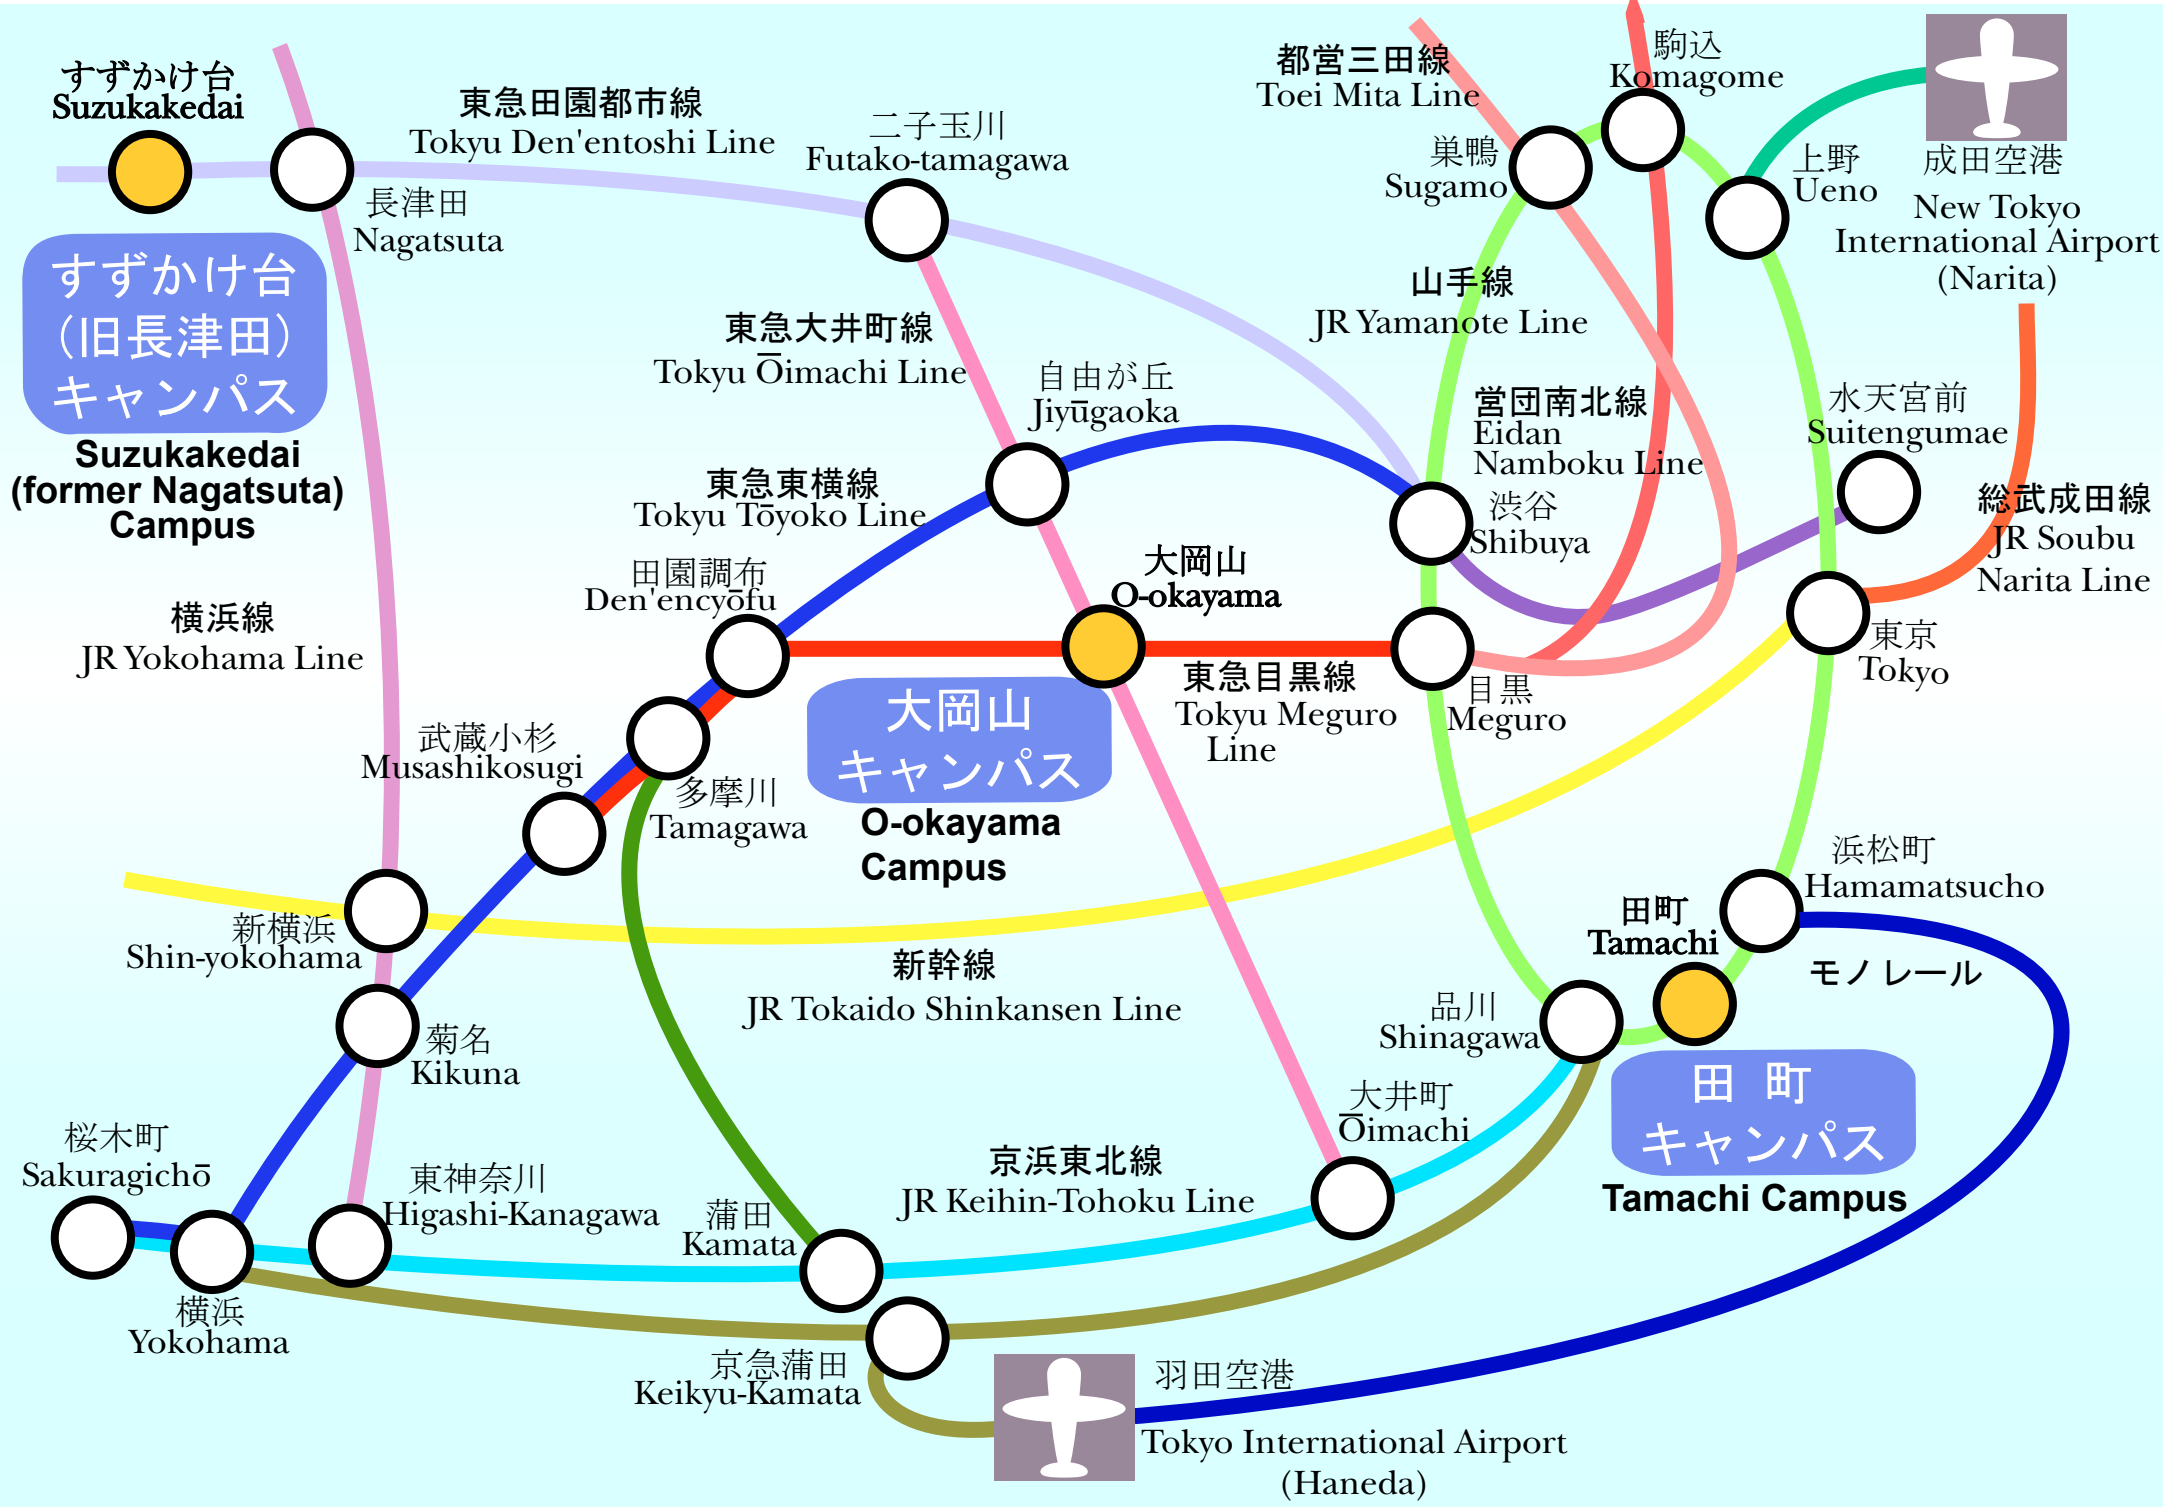 すずかけ台
Suzukakedai
東急田園都市線
Tokyu Den'entoshi Line
二子玉川
Futako-tamagawa
都営三田線
Toei Mita Line
駒込
Komagome
巣鴨
Sugamo
上野
Ueno
成田空港
New Tokyo
International Airport
(Narita)
長津田
Nagatsuta
すずかけ台
（旧長津田）
キャンパス
Suzukakedai
(former Nagatsuta)
Campus
東急大井町線
Tokyu Ōimachi Line
山手線
JR Yamanote Line
自由が丘
Jiyūgaoka
営団南北線
Eidan
Namboku Line
水天宮前
Suitengumae
東急東横線
Tokyu Tōyoko Line
渋谷
Shibuya
総武成田線
JR Soubu
Narita Line
田園調布
Den'encyōfu
大岡山
O-okayama
横浜線
JR Yokohama Line
東京
Tokyo
東急目黒線
Tokyu Meguro
Line
目黒
Meguro
大岡山
キャンパス
O-okayama
Campus
武蔵小杉
Musashikosugi
多摩川
Tamagawa
浜松町
Hamamatsucho
田町
Tamachi
モノレール
新横浜
Shin-yokohama
新幹線
JR Tokaido Shinkansen Line
品川
Shinagawa
菊名
Kikuna
田 町
キャンパス
Tamachi Campus
大井町
Ōimachi
桜木町
Sakuragichō
東神奈川
Higashi-Kanagawa
京浜東北線
JR Keihin-Tohoku Line
蒲田
Kamata
横浜
Yokohama
京急蒲田
Keikyu-Kamata
羽田空港
Tokyo International Airport
(Haneda)